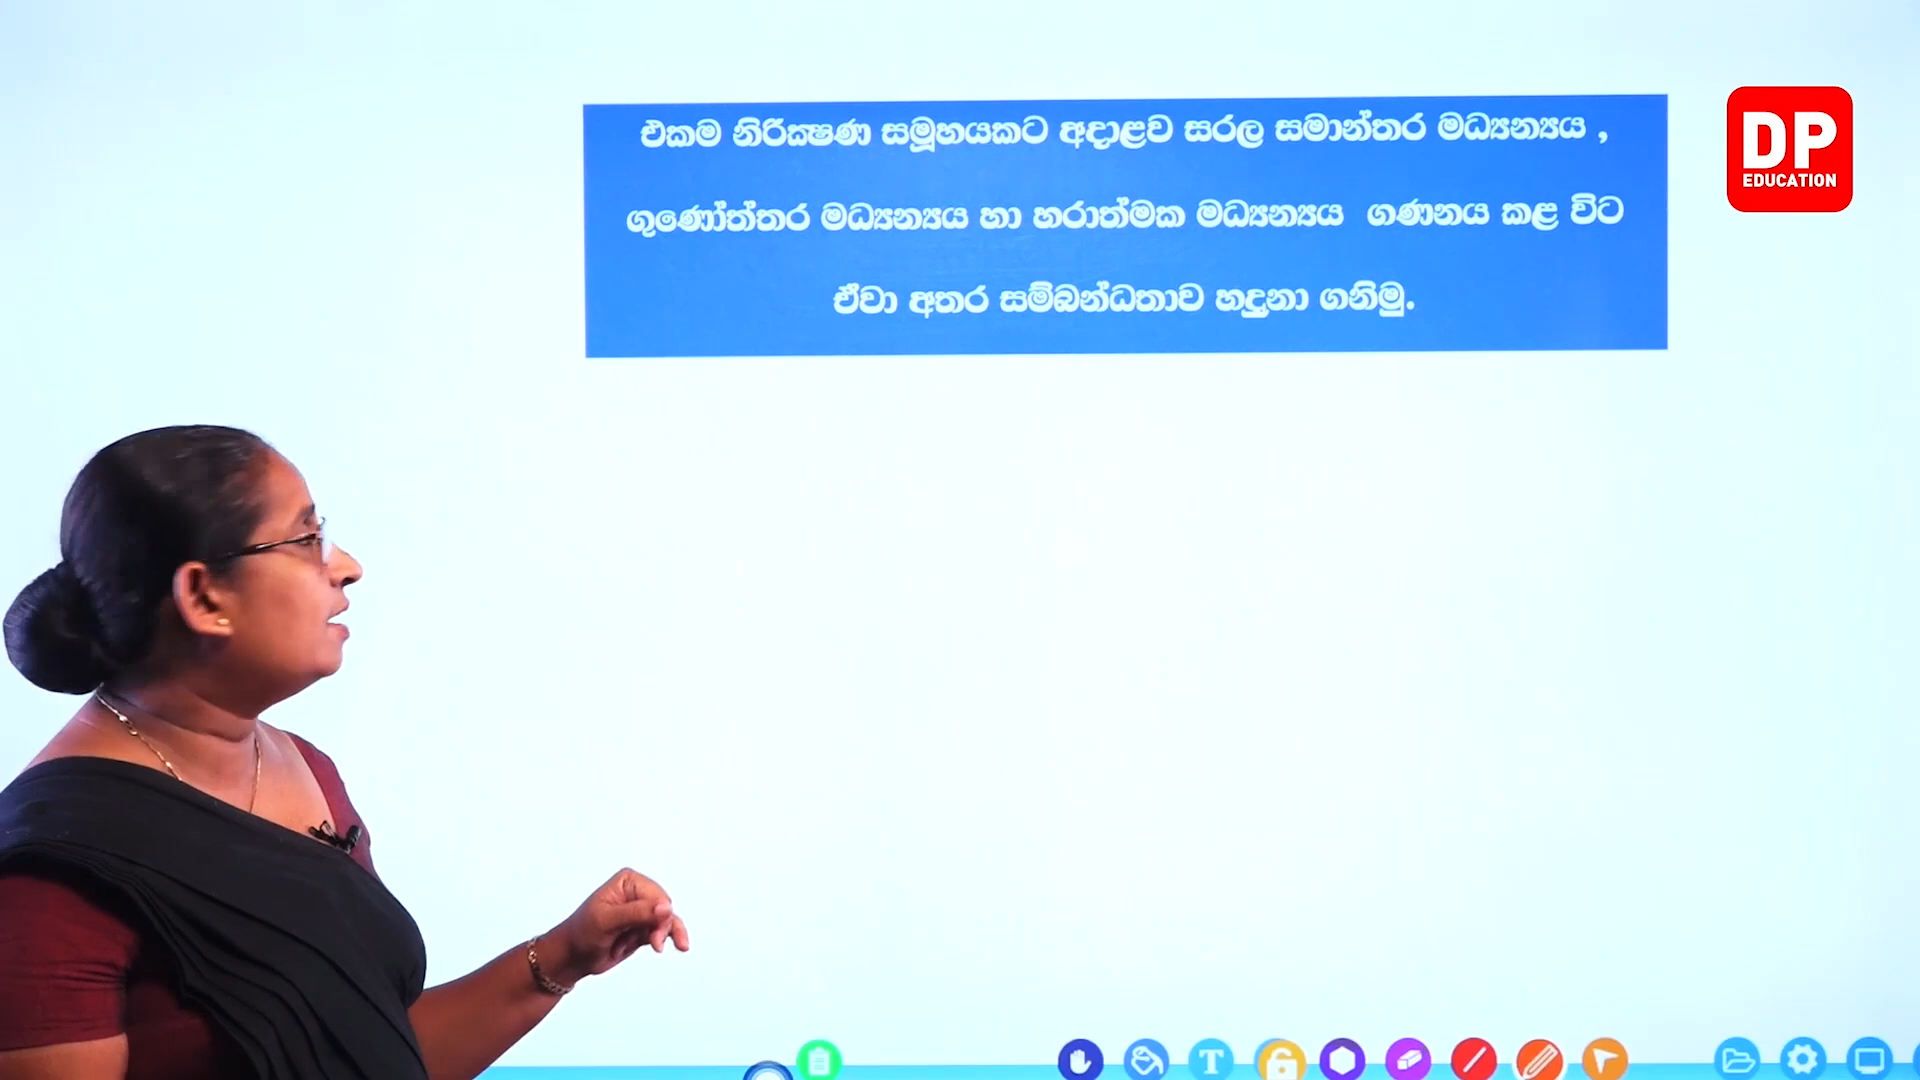 එකම නිරීක්‍ෂණ සමූහයකට අදාළව සරල සමාන්තර මධ්‍යන්‍යය ,
ගුණෝත්තර මධ්‍යන්‍යය හා හරාත්මක මධ්‍යන්‍යය ගණනය කළ විට
ඒවා අතර සම්බන්ධතාව හදුනා ගනිමු.
DP
EDUCATION
T